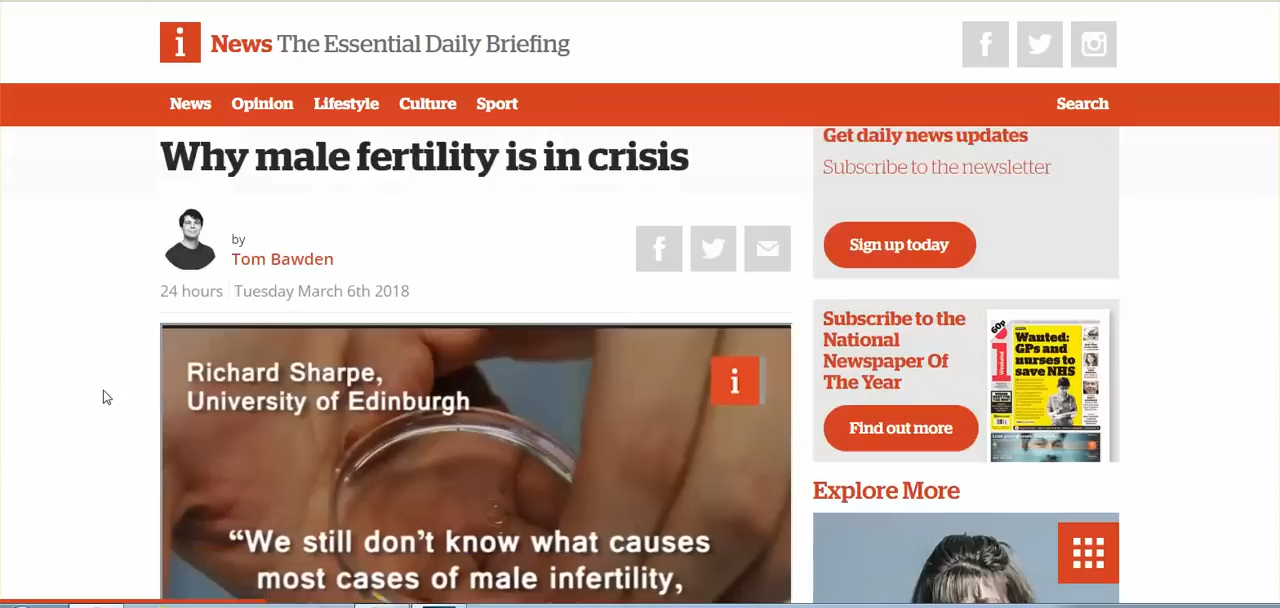 i News The Essential Daily Briefing
News Opinion Lifestyle Culture Sport Search
Why male fertility is in crisis
by
Tom Bawden
24 hours Tuesday March 6th 2018
Richard Sharpe,
University of Edinburgh
i
“We still don’t know what causes
most cases of male infertility,
Get daily news updates
Subscribe to the newsletter
Sign up today
Subscribe to the
National
Newspaper Of
The Year
Find out more
60p
Wanted:
GPs and
nurses to
save NHS
Explore More